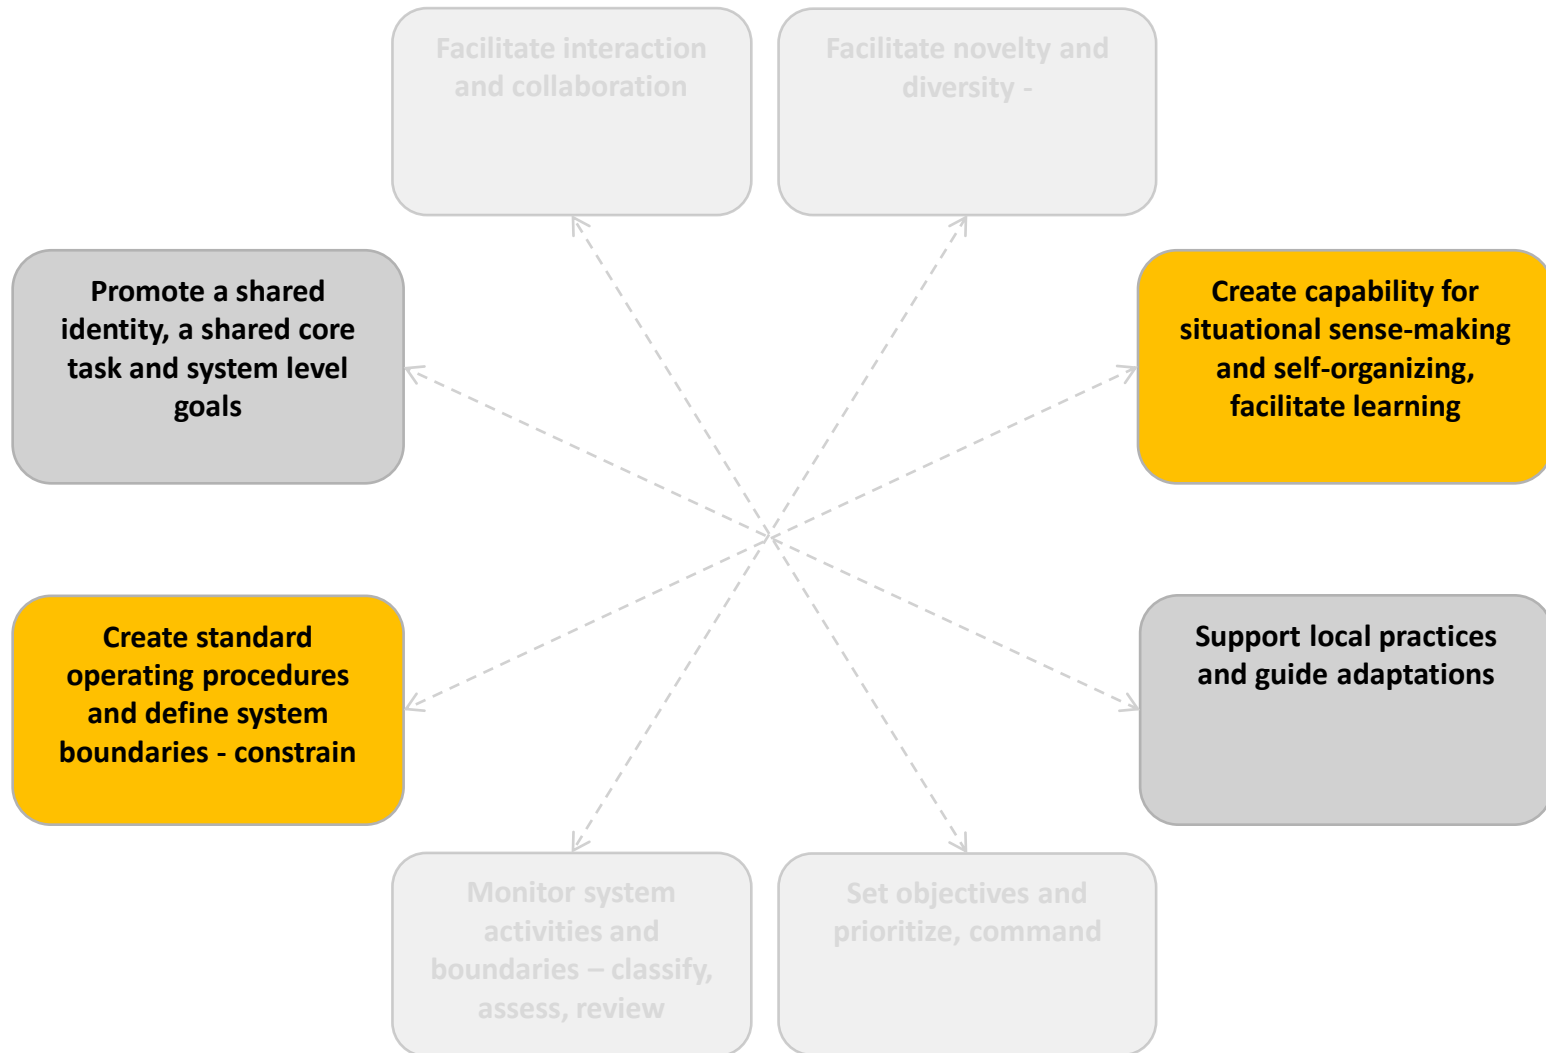 Facilitate interaction
and collaboration
Facilitate novelty and
diversity -
Promote a shared
identity, a shared core
task and system level
goals
Create capability for
situational sense-making
and self-organizing,
facilitate learning
Create standard
operating procedures
and define system
boundaries - constrain
Support local practices
and guide adaptations
Monitor system
activities and
boundaries – classify,
assess, review
Set objectives and
prioritize, command